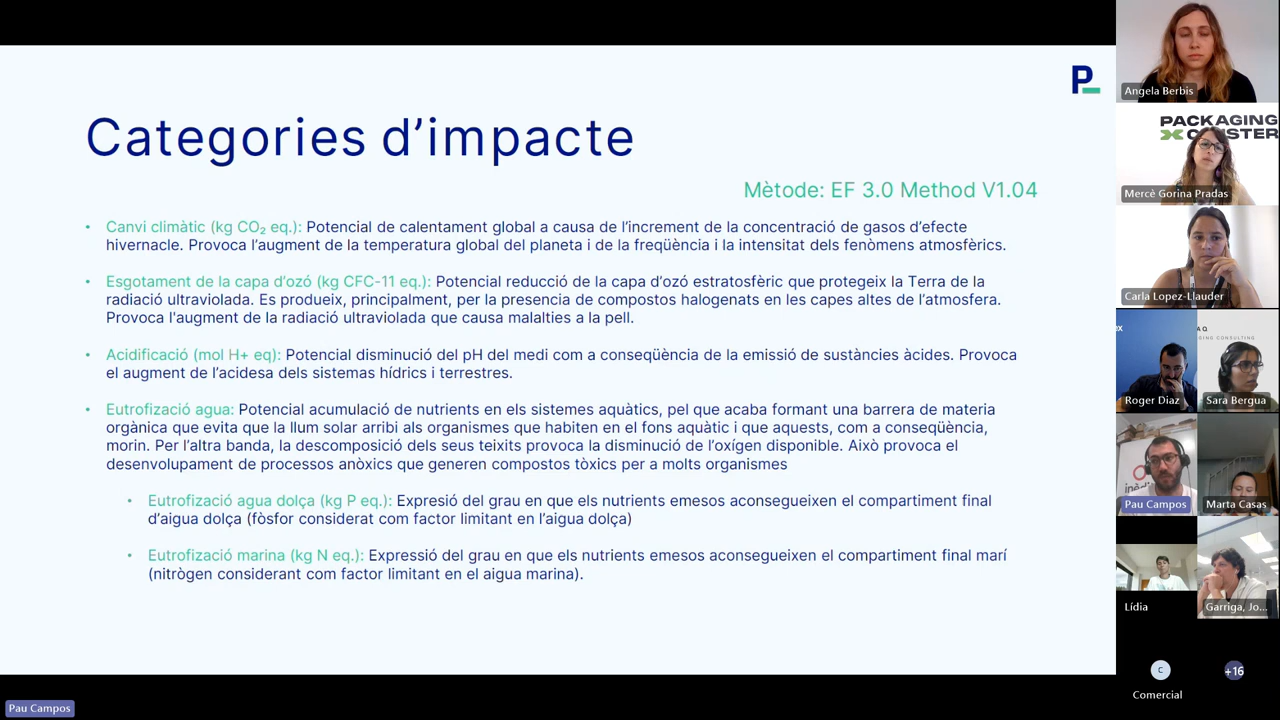 P_
Categories d’impacte
Mètode: EF 3.0 Method V1.04
• Canvi climàtic (kg CO₂ eq.): Potencial de calentament global a causa de l’increment de la concentració de gasos d’efecte
hivernacle. Provoca l’augment de la temperatura global del planeta i de la freqüència i la intensitat dels fenòmens atmosfèrics.
• Esgotament de la capa d’ozó (kg CFC-11 eq.): Potencial reducció de la capa d’ozó estratosfèric que protegeix la Terra de la
radiació ultraviolada. Es produeix, principalment, per la presencia de compostos halogenats en les capes altes de l’atmosfera.
Provoca l'augment de la radiació ultraviolada que causa malalties a la pell.
• Acidificació (mol H+ eq): Potencial disminució del pH del medi com a conseqüència de la emissió de sustàncies àcides. Provoca
el augment de l’acidesa dels sistemas hídrics i terrestres.
• Eutrofizació agua: Potencial acumulació de nutrients en els sistemes aquàtics, pel que acaba formant una barrera de materia
orgànica que evita que la llum solar arribi als organismes que habiten en el fons aquàtic i que aquests, com a conseqüència,
morin. Per l’altra banda, la descomposició dels seus teixits provoca la disminució de l’oxígen disponible. Això provoca el
desenvolupament de processos anòxics que generen compostos tòxics per a molts organismes
• Eutrofizació agua dolça (kg P eq.): Expresió del grau en que els nutrients emesos aconsegueixen el compartiment final
d’aigua dolça (fòsfor considerat com factor limitant en l’aigua dolça)
• Eutrofizació marina (kg N eq.): Expressió del grau en que els nutrients emesos aconsegueixen el compartiment final marí
(nitrògen considerant com factor limitant en el aigua marina).
Pau Campos
Angela Berbis
PACKAGING
Mercè Gorina Pradas
Carla Lopez-Llauder
Roger Diaz
Sara Bergua
Pau Campos
Marta Casas
Lídia
Garriga, Jo...
C
+16
Comercial